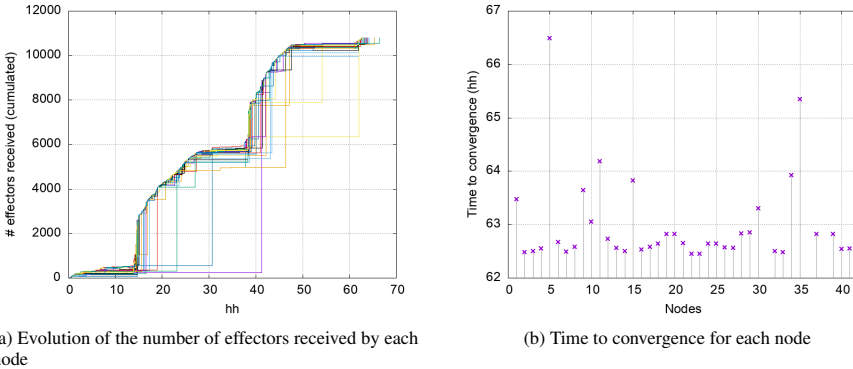 12000
10000
8000
6000
4000
2000
0
# effectors received (cumulated)
0 10 20 30 40 50 60 70
hh
a) Evolution of the number of effectors received by each
ode
67
66
65
64
63
62
Time to convergence (hh)
0 5 10 15 20 25 30 35 40
Nodes
(b) Time to convergence for each node